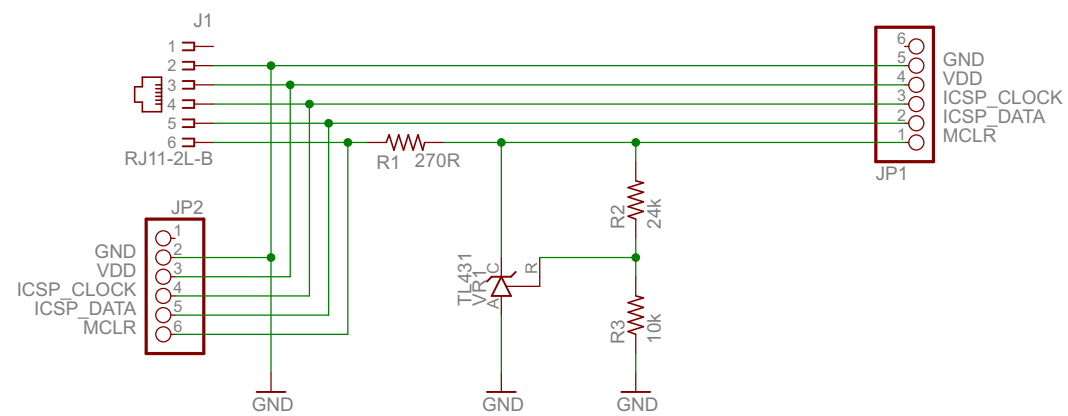 J1
1
2
3
4
5
6
RJ11-2L-B
R1
270R
6
5
4
3
2
1
GND
VDD
ICSP_CLOCK
ICSP_DATA
MCLR
JP1
JP2
1
2
3
4
5
6
GND
VDD
ICSP_CLOCK
ICSP_DATA
MCLR
TL431
VR1
C
A
R
R2
24k
R3
10k
GND
GND
GND